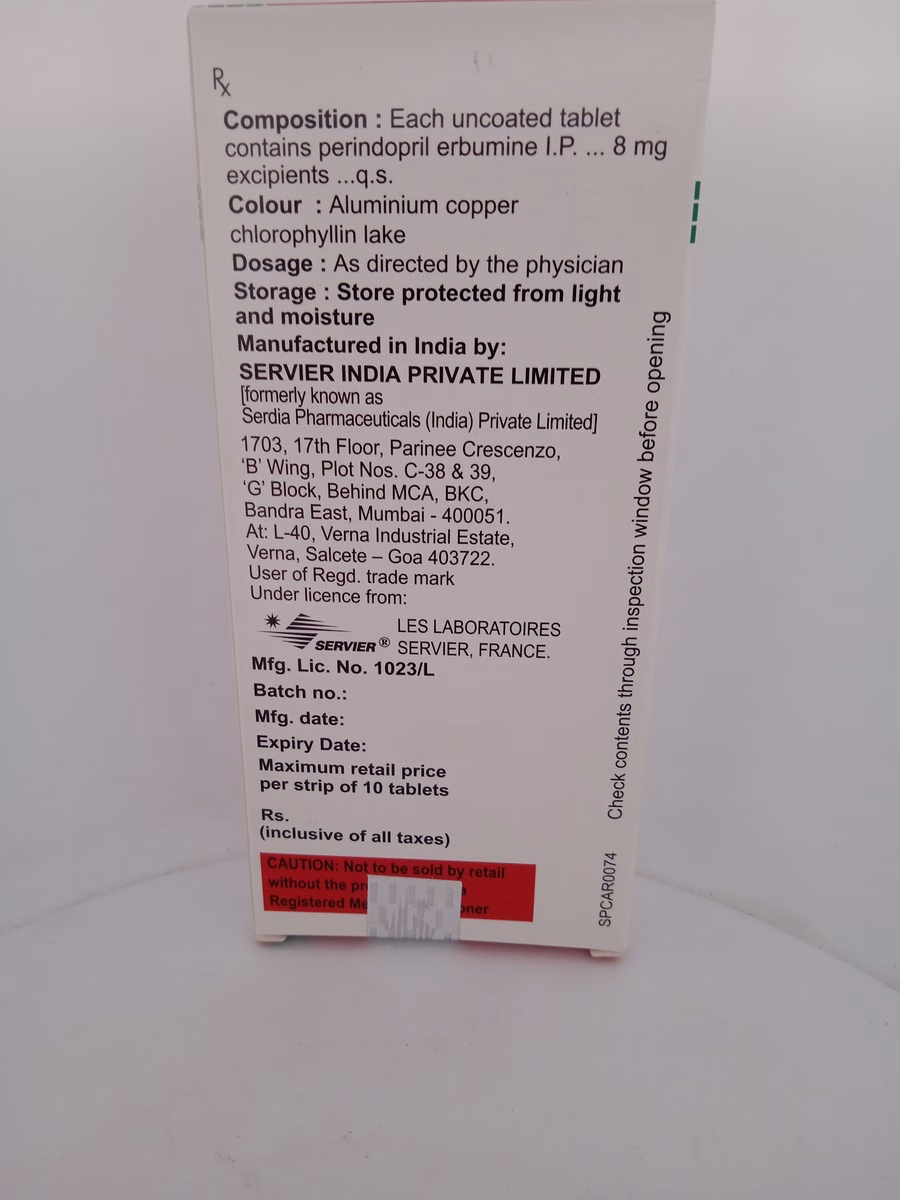 Rx
Composition : Each uncoated tablet
contains perindopril erbumine I.P. ... 8 mg
excipients ...q.s.
Colour : Aluminium copper
chlorophyllin lake
Dosage : As directed by the physician
Storage : Store protected from light
and moisture
Manufactured in India by:
SERVIER INDIA PRIVATE LIMITED
[formerly known as
Serdia Pharmaceuticals (India) Private Limited]
1703, 17th Floor, Parinee Crescenzo,
‘B’ Wing, Plot Nos. C-38 & 39,
‘G’ Block, Behind MCA, BKC,
Bandra East, Mumbai - 400051.
At: L-40, Verna Industrial Estate,
Verna, Salcete – Goa 403722.
User of Regd. trade mark
Under licence from:
SERVIER®
LES LABORATOIRES
SERVIER, FRANCE.
Mfg. Lic. No. 1023/L
Batch no.:
Mfg. date:
Expiry Date:
Maximum retail price
per strip of 10 tablets
Rs.
(inclusive of all taxes)
CAUTION: Not to be sold by retail
without the
Registered
Check contents through inspection window before opening
SPCAR0074